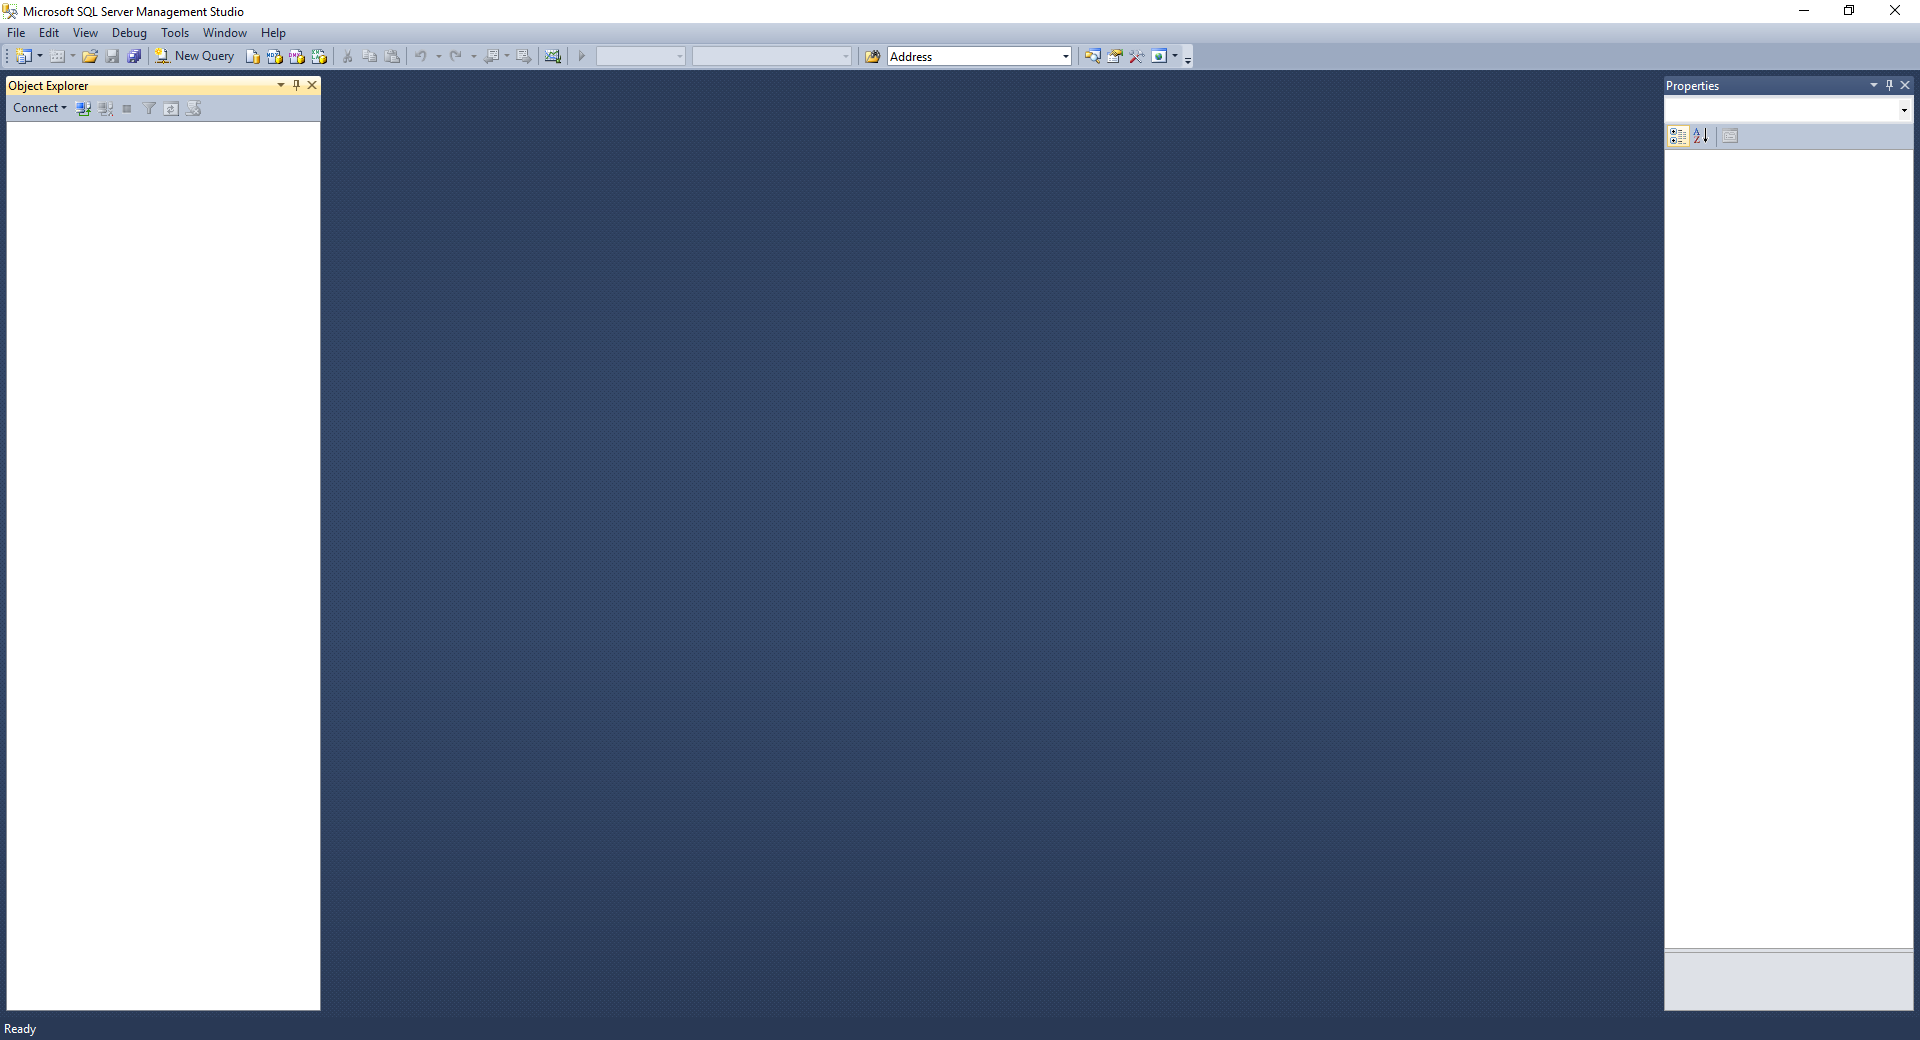 Microsoft SQL Server Management Studio
File Edit View Debug Tools Window Help
New Query
Address
Object Explorer
Connect
Properties
Ready